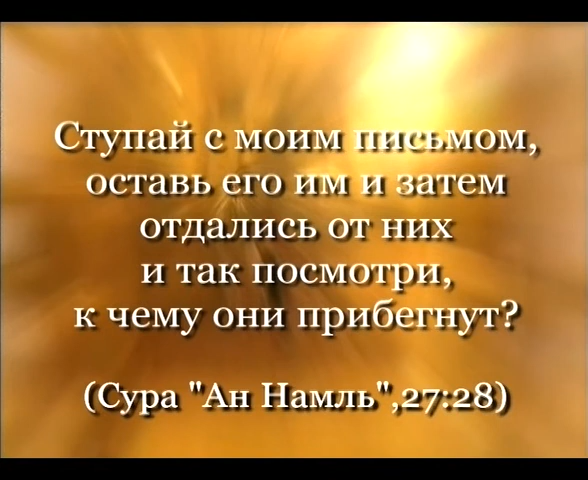 Ступай с моим письмом,
оставь его им и затем
отдались от них
и так посмотри,
к чему они прибегнут?
(Сура "Ан Намль",27:28)